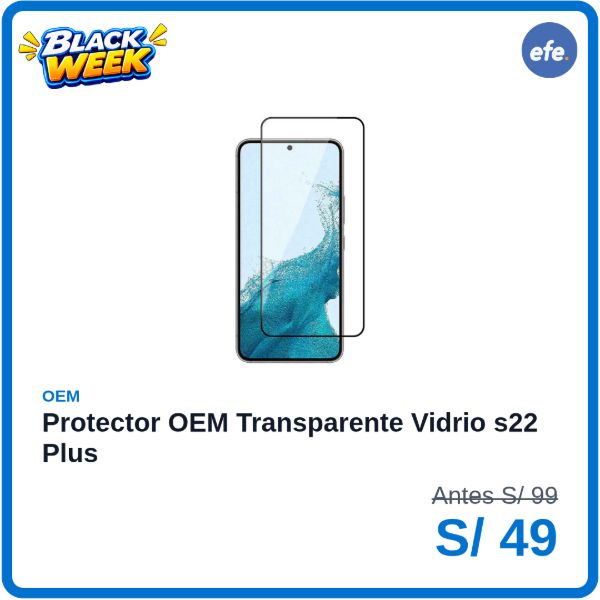 BLACK
WEEK
efe.
OEM
Protector OEM Transparente Vidrio s22
Plus
Antes S/ 99
S/ 49